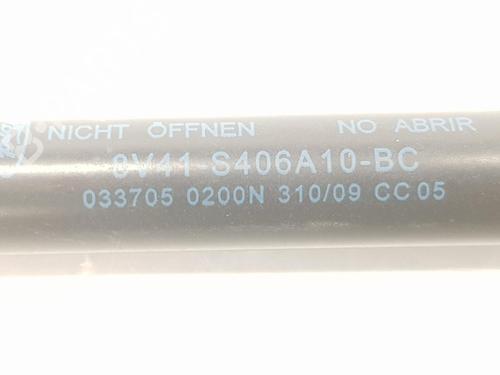 NICHT ÖFFNEN NO ABRIR
8V41 S406A10-BC
033705 0200N 310/09 CC05